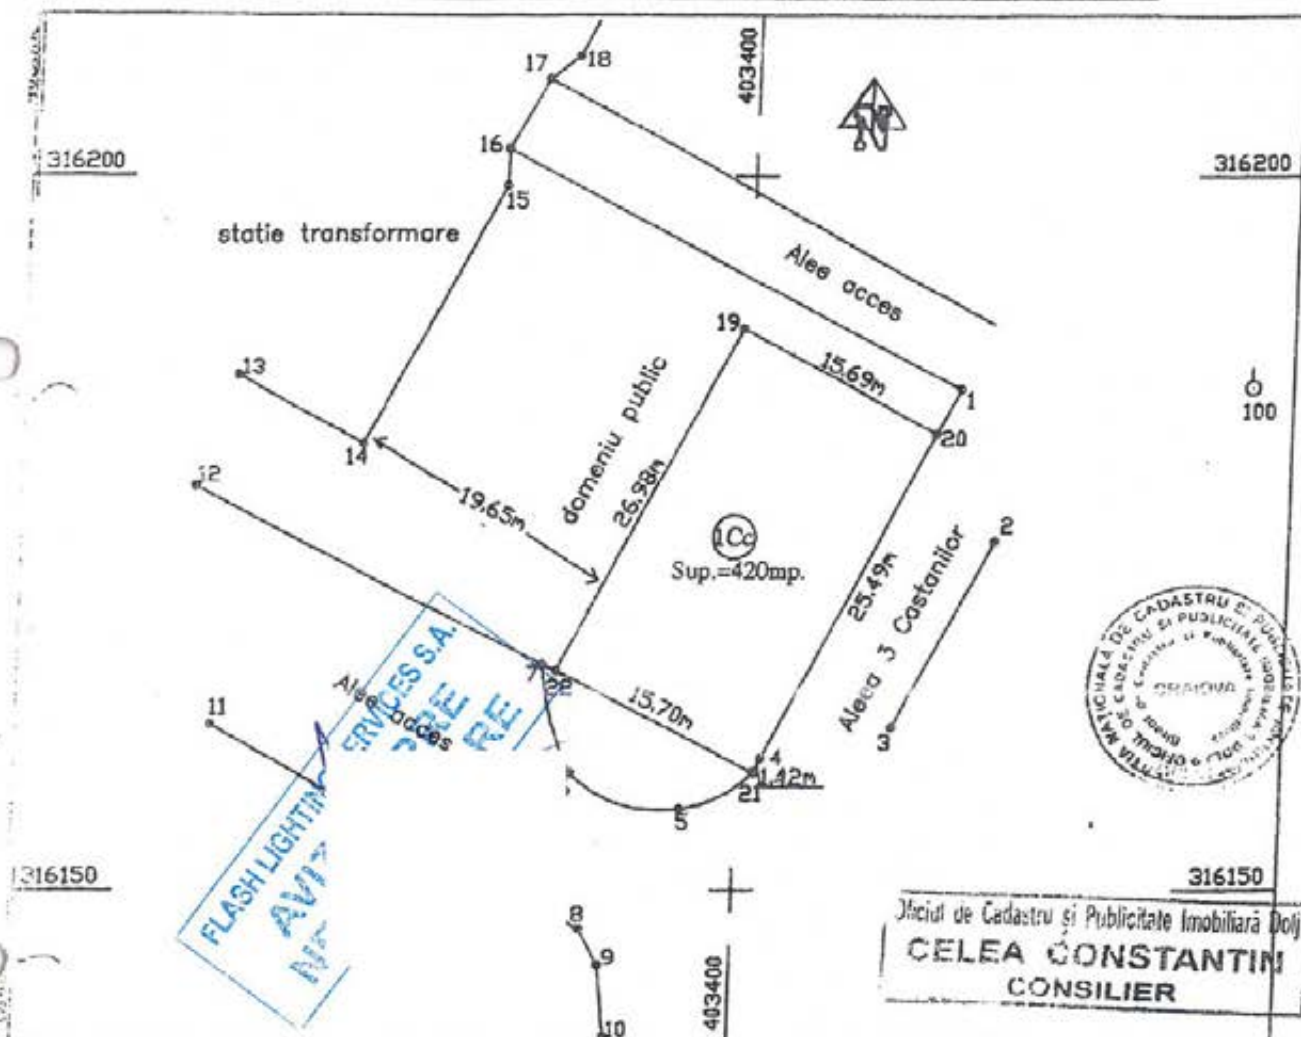 403400
17
18
316200
316200
16
15
statie transformare
Alee acces
19
15.69m
13
1
100
20
14
domeniu public
12
19.65m
26.98m
1Cc
2
Sup.=420mp.
25.49m
Aleea 3 Castanilor
22
15.70m
11
Alee acces
3
4
1.42m
21
5
FLASH LIGHTING SERVICES S.A.
CRAIOVA
316150
316150
8
9
10
403400
Oficiul de Cadastru și Publicitate Imobiliară Dolj
CELEA CONSTANTIN
CONSILIER